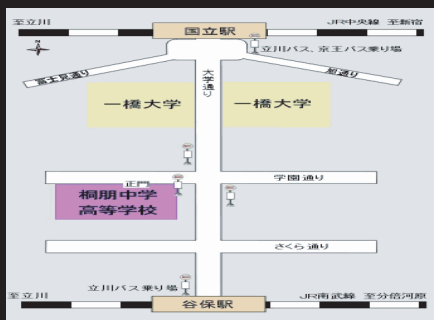 至立川
国立駅
JR中央線 至新宿
立川バス、京王バス乗り場
富士見通り
大学通り
旭通り
一橋大学
一橋大学
正門
学園通り
桐朋中学
高等学校
さくら通り
立川バス乗り場
至立川
谷保駅
JR南武線 至分倍河原